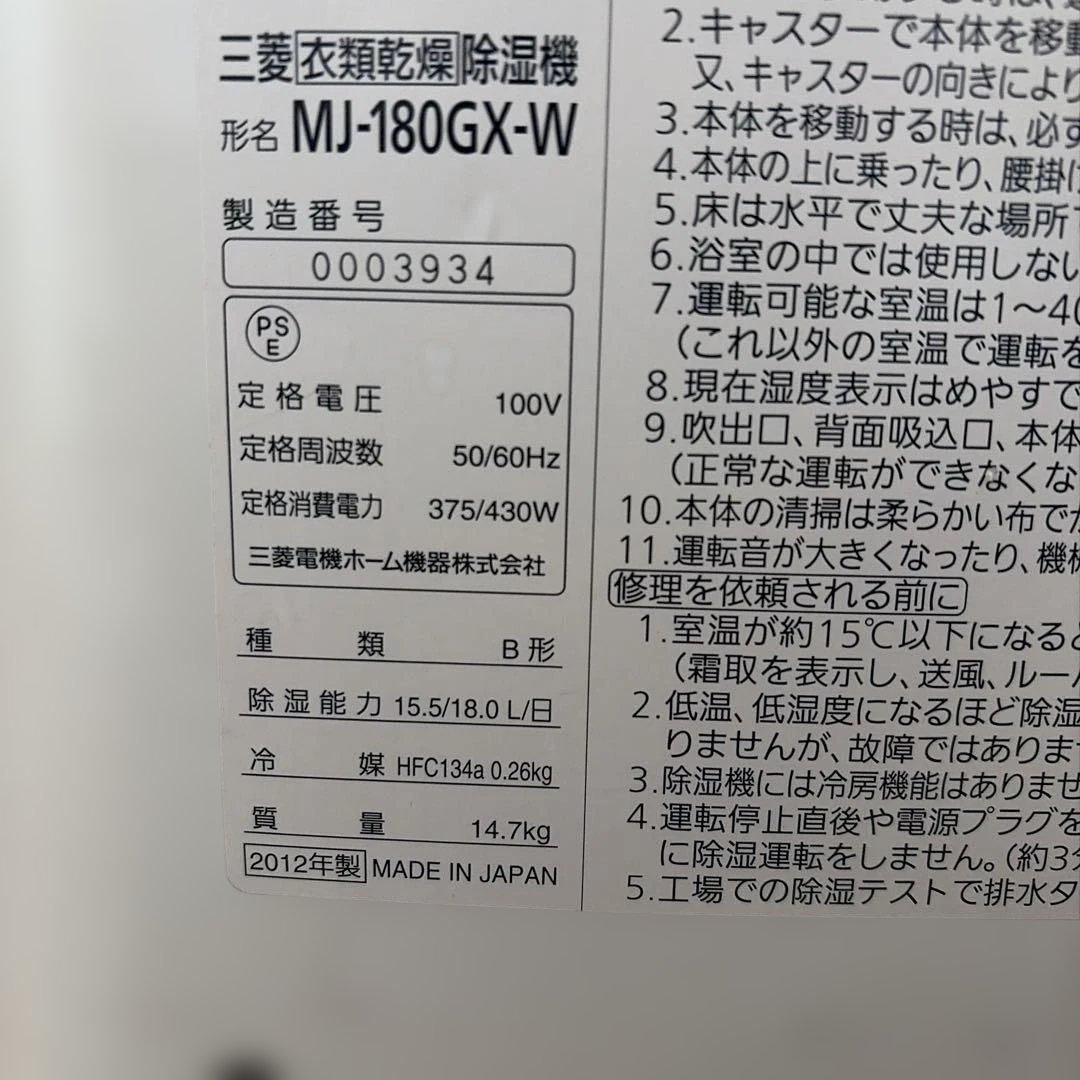 三菱衣類乾燥除湿機
形名 MJ-180GX-W
製造番号
0003934
PS
E
定格電圧 100V
定格周波数 50/60Hz
定格消費電力 375/430W
三菱電機ホーム機器株式会社
種類 B形
除湿能力 15.5/18.0 L/日
冷媒 HFC134a 0.26kg
質量 14.7kg
2012年製 MADE IN JAPAN
2.キャスターで本体を移動
又、キャスターの向きにより
3.本体を移動する時は、必ず
4.本体の上に乗ったり、腰掛け
5.床は水平で丈夫な場所で
6.浴室の中では使用しない
7.運転可能な室温は1～40
(これ以外の室温で運転を
8.現在湿度表示はめやすで
9.吹出口、背面吸込口、本体
(正常な運転ができなくな
10.本体の清掃は柔らかい布でか
11.運転音が大きくなったり、機械
修理を依頼される前に
1.室温が約15℃以下になると
(霜取を表示し、送風、ルー
2.低温、低湿度になるほど除湿
りませんが、故障ではありませ
3.除湿機には冷房機能はありませ
4.運転停止直後や電源プラグを
に除湿運転をしません。(約3分
5.工場での除湿テストで排水タ